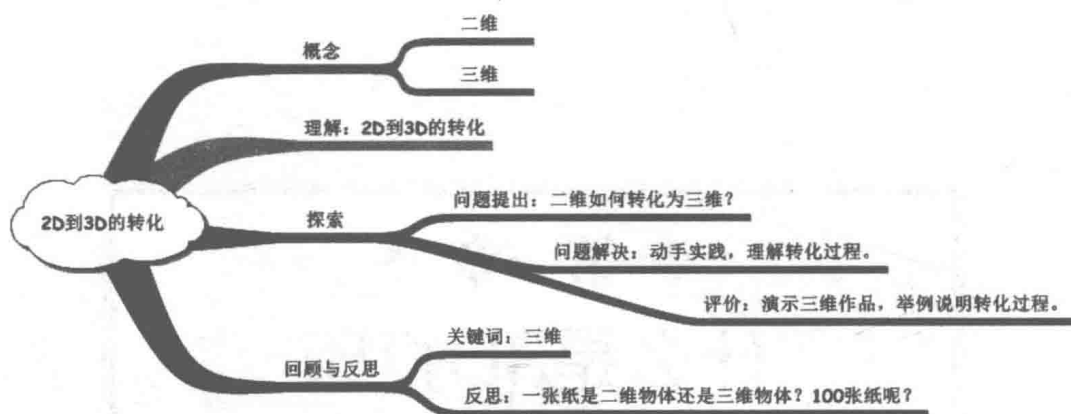 二维
概念
三维
理解：2D到3D的转化
2D到3D的转化
问题提出：二维如何转化为三维？
探索
问题解决：动手实践，理解转化过程。
评价：演示三维作品，举例说明转化过程。
关键词：三维
回顾与反思
反思：一张纸是二维物体还是三维物体？100张纸呢？